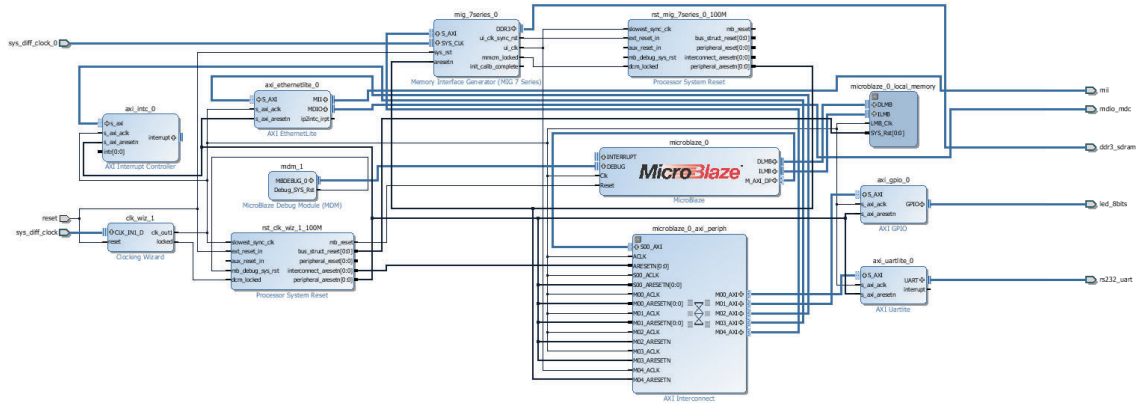 sys_diff_clock_0
mig_7series_0
S_AXI
SYS_CLK
sys_rst
aresetn
DDR3
ui_clk_sync_rst
ui_clk
mmcm_locked
init_calib_complete
Memory Interface Generator (MIG 7 Series)
rst_mig_7series_0_100M
slowest_sync_clk
ext_reset_in
aux_reset_in
mb_debug_sys_rst
dcm_locked
mb_reset
bus_struct_reset[0:0]
peripheral_reset[0:0]
interconnect_aresetn[0:0]
peripheral_aresetn[0:0]
Processor System Reset
axi_ethernetlite_0
S_AXI
s_axi_aclk
s_axi_aresetn
MII
MDIO
ip2intc_irpt
AXI EthernetLite
axi_intc_0
s_axi
s_axi_aclk
s_axi_aresetn
intr[0:0]
interrupt
AXI Interrupt Controller
microblaze_0_local_memory
DLMB
ILMB
LMB_Clk
SYS_Rst[0:0]
mii
mdio_mdc
ddr3_sdram
mdm_1
MBDEBUG_0
Debug_SYS_Rst
MicroBlaze Debug Module (MDM)
microblaze_0
INTERRUPT
DEBUG
Clk
Reset
MicroBlaze
DLMB
ILMB
M_AXI_DP
MicroBlaze
axi_gpio_0
S_AXI
s_axi_aclk
s_axi_aresetn
GPIO
AXI GPIO
led_8bits
reset
sys_diff_clock
clk_wiz_1
CLK_IN1_D
reset
clk_out1
locked
Clocking Wizard
rst_clk_wiz_1_100M
slowest_sync_clk
ext_reset_in
aux_reset_in
mb_debug_sys_rst
dcm_locked
mb_reset
bus_struct_reset[0:0]
peripheral_reset[0:0]
interconnect_aresetn[0:0]
peripheral_aresetn[0:0]
Processor System Reset
microblaze_0_axi_periph
S00_AXI
ACLK
ARESETN[0:0]
S00_ACLK
S00_ARESETN[0:0]
M00_ACLK
M00_ARESETN[0:0]
M01_ACLK
M01_ARESETN[0:0]
M02_ACLK
M02_ARESETN
M03_ACLK
M03_ARESETN
M04_ACLK
M04_ARESETN
M00_AXI
M01_AXI
M02_AXI
M03_AXI
M04_AXI
AXI Interconnect
axi_uartlite_0
S_AXI
s_axi_aclk
s_axi_aresetn
UART
interrupt
AXI Uartlite
rs232_uart